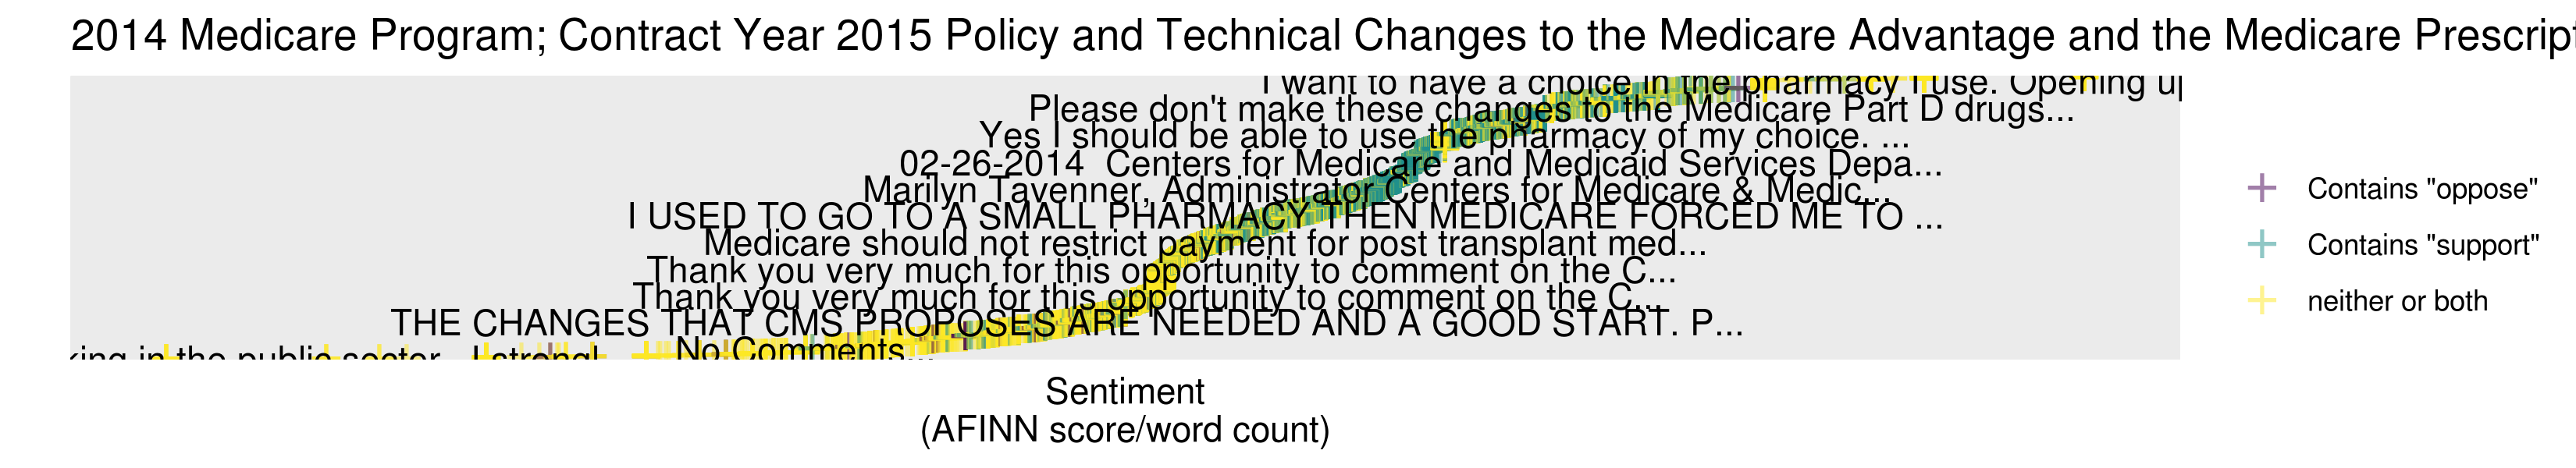 2014 Medicare Program; Contract Year 2015 Policy and Technical Changes to the Medicare Advantage and the Medicare Prescript
I want to have a choice in the pharmacy I use. Opening up
Please don't make these changes to the Medicare Part D drugs...
Yes I should be able to use the pharmacy of my choice. ...
02-26-2014  Centers for Medicare and Medicaid Services Depa...
Marilyn Tavenner, Administrator Centers for Medicare & Medic...
I USED TO GO TO A SMALL PHARMACY THEN MEDICARE FORCED ME TO ...
Medicare should not restrict payment for post transplant med...
Thank you very much for this opportunity to comment on the C...
Thank you very much for this opportunity to comment on the C...
THE CHANGES THAT CMS PROPOSES ARE NEEDED AND A GOOD START. P...
No Comments...
king in the public sector. I strongl
Sentiment
(AFINN score/word count)
Contains "oppose"
Contains "support"
neither or both